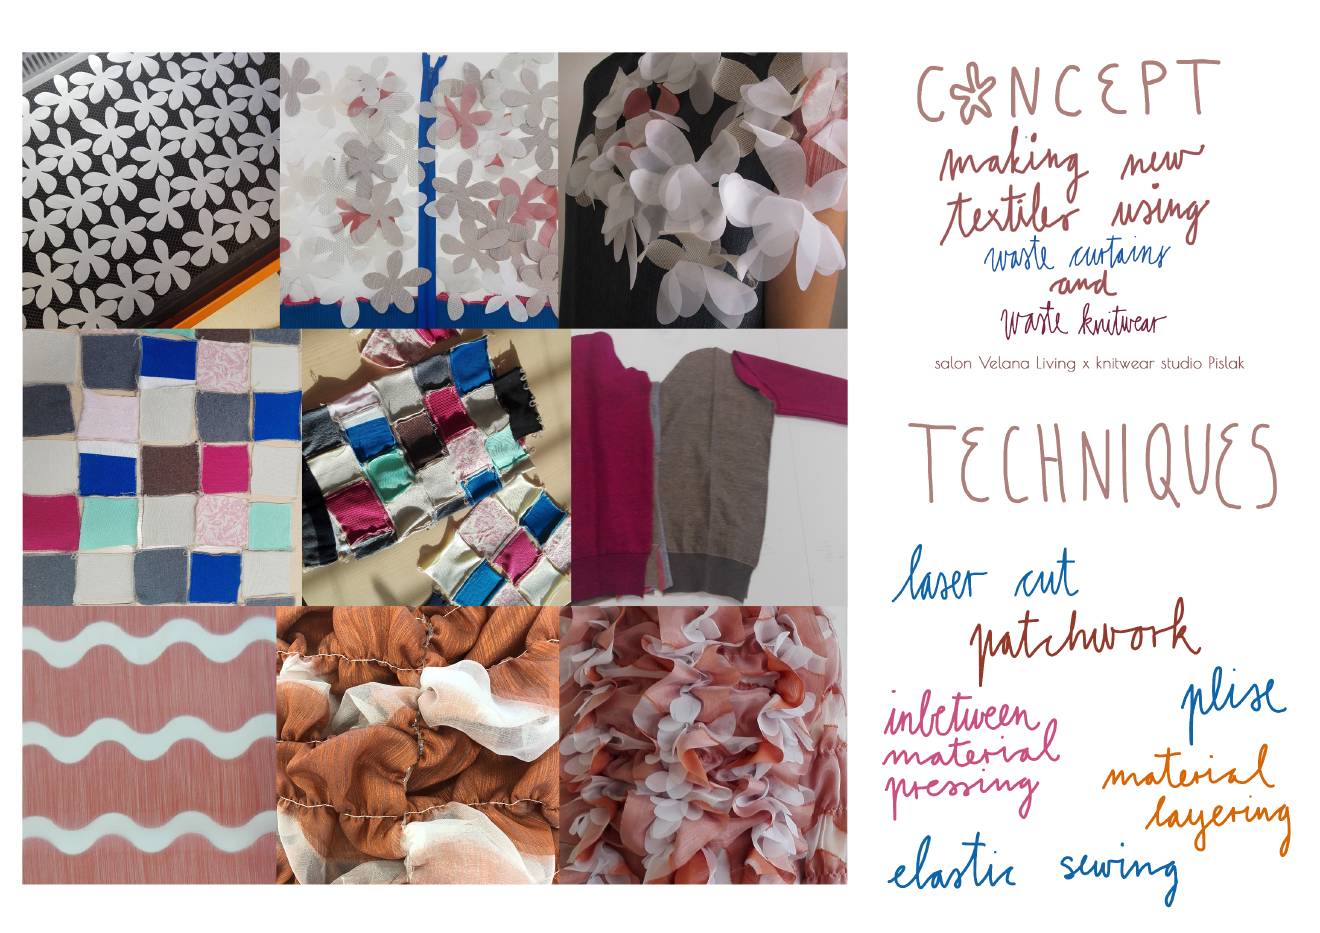 CONCEPT
making new
textiles using
waste curtains
and
waste knitwear
salon Velana Living x knitwear studio Pislak
TECHNIQUES
laser cut
patchwork
plise
inbetween
material
pressing
material
layering
elastic sewing